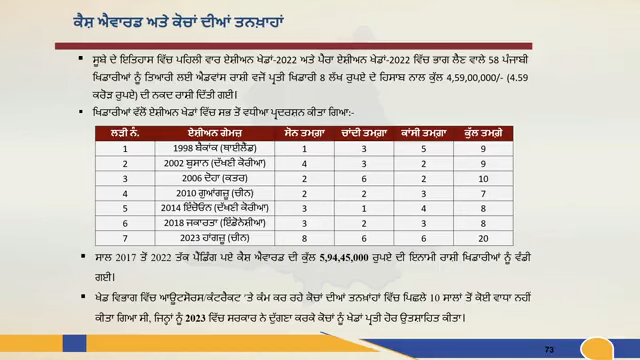 ਕੈਸ਼ ਐਵਾਰਡ ਅਤੇ ਕੋਚਾਂ ਦੀਆਂ ਤਨਖ਼ਾਹਾਂ
▪ ਸੂਬੇ ਦੇ ਇਤਿਹਾਸ ਵਿੱਚ ਪਹਿਲੀ ਵਾਰ ਏਸ਼ੀਅਨ ਖੇਡਾਂ-2022 ਅਤੇ ਪੈਰਾ ਏਸ਼ੀਅਨ ਖੇਡਾਂ-2022 ਵਿੱਚ ਭਾਗ ਲੈਣ ਵਾਲੇ 58 ਪੰਜਾਬੀ
ਖਿਡਾਰੀਆਂ ਨੂੰ ਤਿਆਰੀ ਲਈ ਐਡਵਾਂਸ ਰਾਸ਼ੀ ਵਜੋਂ ਪ੍ਰਤੀ ਖਿਡਾਰੀ 8 ਲੱਖ ਰੁਪਏ ਦੇ ਹਿਸਾਬ ਨਾਲ ਕੁੱਲ 4,59,00,000/- (4.59
ਕਰੋੜ ਰੁਪਏ) ਦੀ ਨਕਦ ਰਾਸ਼ੀ ਦਿੱਤੀ ਗਈ।
▪ ਖਿਡਾਰੀਆਂ ਵੱਲੋਂ ਏਸ਼ੀਅਨ ਖੇਡਾਂ ਵਿੱਚ ਸਭ ਤੋਂ ਵਧੀਆ ਪ੍ਰਦਰਸ਼ਨ ਕੀਤਾ ਗਿਆ:-
ਲੜੀ ਨੰ. ਏਸ਼ੀਅਨ ਗੇਮਜ਼ ਸੋਨ ਤਮਗ਼ਾ ਚਾਂਦੀ ਤਮਗ਼ਾ ਕਾਂਸੀ ਤਮਗ਼ਾ ਕੁੱਲ ਤਮਗ਼ੇ
1 1998 ਬੈਂਕਾਕ (ਥਾਈਲੈਂਡ) 1 3 5 9
2 2002 ਬੁਸਾਨ (ਦੱਖਣੀ ਕੋਰੀਆ) 4 3 2 9
3 2006 ਦੋਹਾ (ਕਤਰ) 2 6 2 10
4 2010 ਗੁਆਂਗਜ਼ੂ (ਚੀਨ) 2 2 3 7
5 2014 ਇੰਚੇਓਨ (ਦੱਖਣੀ ਕੋਰੀਆ) 3 1 4 8
6 2018 ਜਕਾਰਤਾ (ਇੰਡੋਨੇਸ਼ੀਆ) 3 2 3 8
7 2023 ਹਾਂਗਜ਼ੂ (ਚੀਨ) 8 6 6 20
▪ ਸਾਲ 2017 ਤੋਂ 2022 ਤੱਕ ਪੈਂਡਿੰਗ ਪਏ ਕੈਸ਼ ਐਵਾਰਡ ਦੀ ਕੁੱਲ 5,94,45,000 ਰੁਪਏ ਦੀ ਇਨਾਮੀ ਰਾਸ਼ੀ ਖਿਡਾਰੀਆਂ ਨੂੰ ਵੰਡੀ
ਗਈ।
▪ ਖੇਡ ਵਿਭਾਗ ਵਿੱਚ ਆਊਟਸੋਰਸ/ਕੰਟਰੈਕਟ 'ਤੇ ਕੰਮ ਕਰ ਰਹੇ ਕੋਚਾਂ ਦੀਆਂ ਤਨਖਾਹਾਂ ਵਿੱਚ ਪਿਛਲੇ 10 ਸਾਲਾਂ ਤੋਂ ਕੋਈ ਵਾਧਾ ਨਹੀਂ
ਕੀਤਾ ਗਿਆ ਸੀ, ਜਿਨ੍ਹਾਂ ਨੂੰ 2023 ਵਿੱਚ ਸਰਕਾਰ ਨੇ ਦੁੱਗਣਾ ਕਰਕੇ ਕੋਚਾਂ ਨੂੰ ਖੇਡਾਂ ਪ੍ਰਤੀ ਹੋਰ ਉਤਸ਼ਾਹਿਤ ਕੀਤਾ।
73